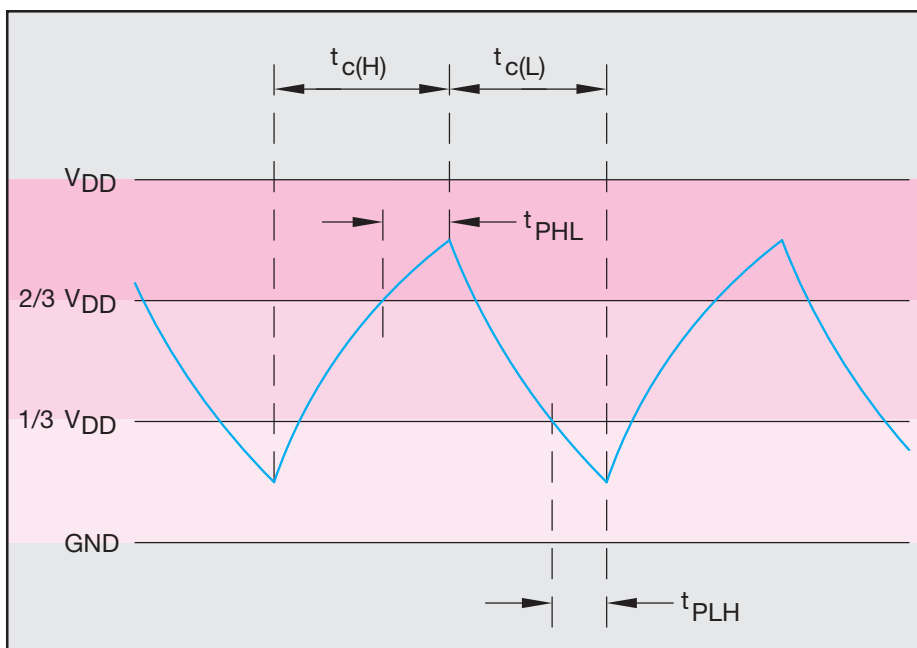 tc(H) tc(L)
VDD
tPHL
2/3 VDD
1/3 VDD
GND
tPLH